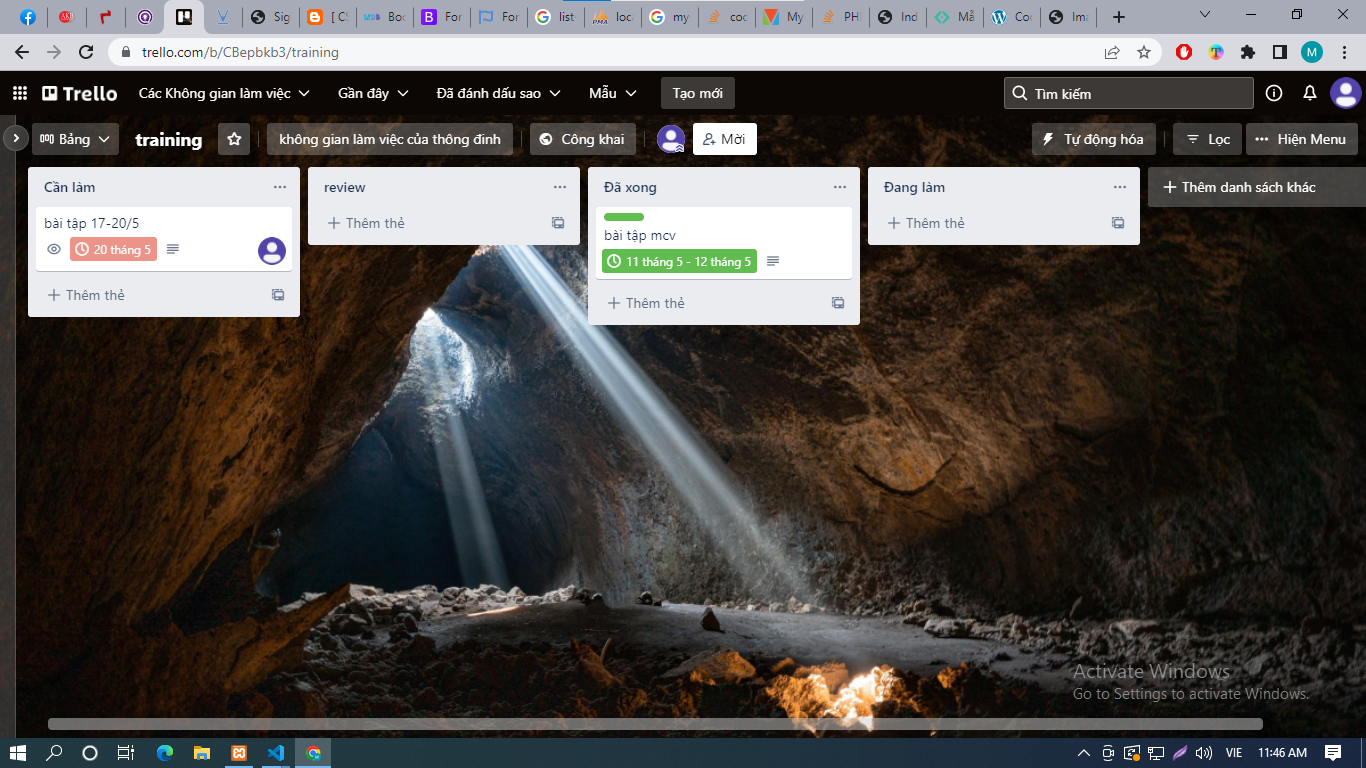 Sig
[ CS
Boo
For
For
list
loca
my
coc
My
PHI
Ind
Mẫ
Coc
Ima
trello.com/b/CBepbkb3/training
M
Trello
Các Không gian làm việc
Gần đây
Đã đánh dấu sao
Mẫu
Tạo mới
Tìm kiếm
Bảng
training
không gian làm việc của thông đinh
Công khai
Mời
Tự động hóa
Lọc
Hiện Menu
Cần làm
bài tập 17-20/5
20 tháng 5
Thêm thẻ
review
Thêm thẻ
Đã xong
bài tập mcv
11 tháng 5 - 12 tháng 5
Thêm thẻ
Đang làm
Thêm thẻ
Thêm danh sách khác
Activate Windows
Go to Settings to activate Windows.
VIE
11:46 AM